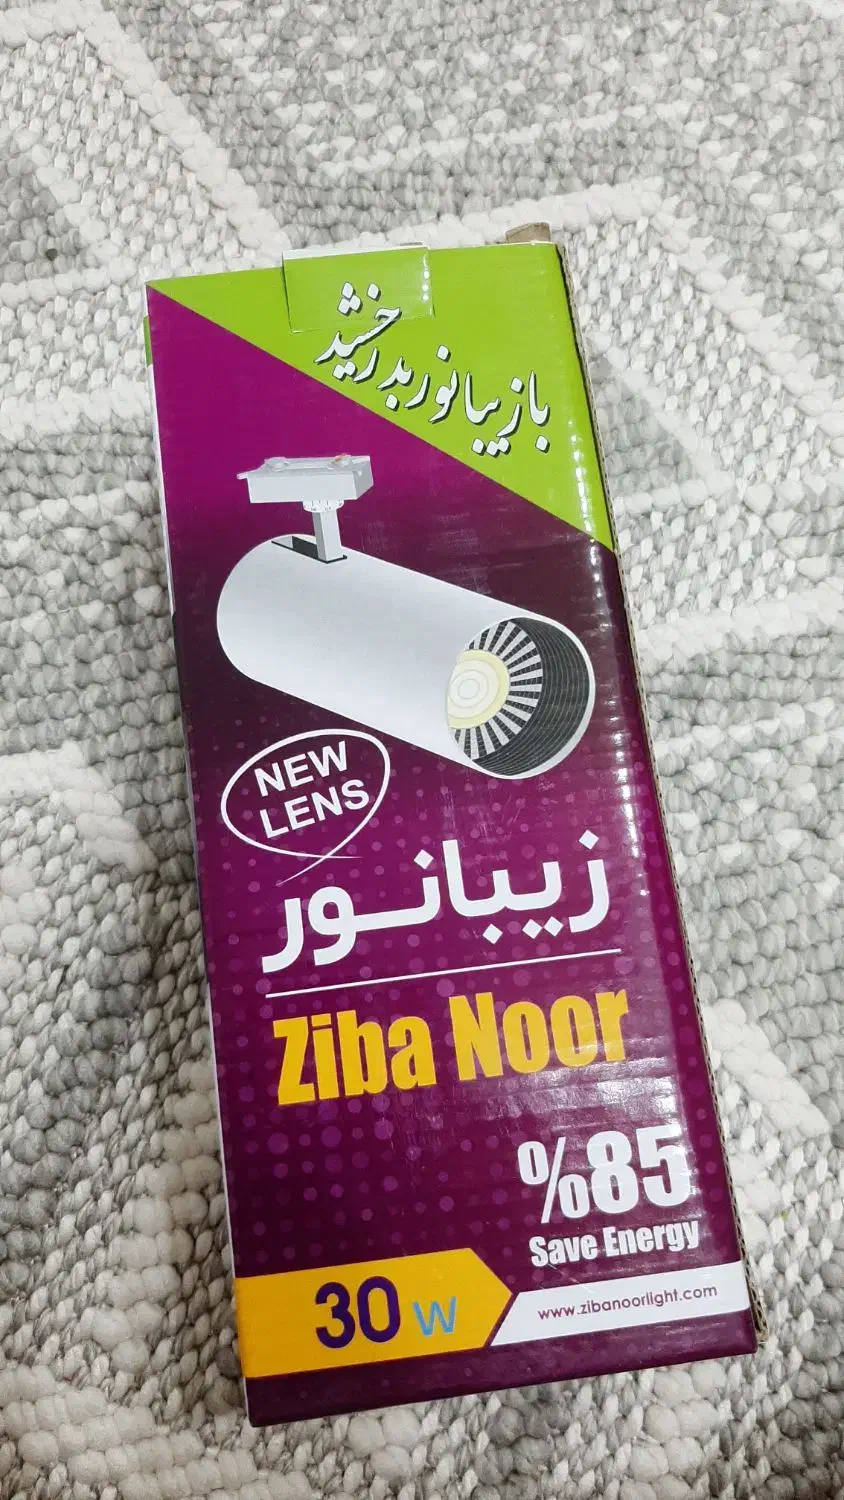 با زیبا نور بدرخشید
NEW
LENS
زیبانور
Ziba Noor
%85
Save Energy
30 W
www.zibanoorlight.com